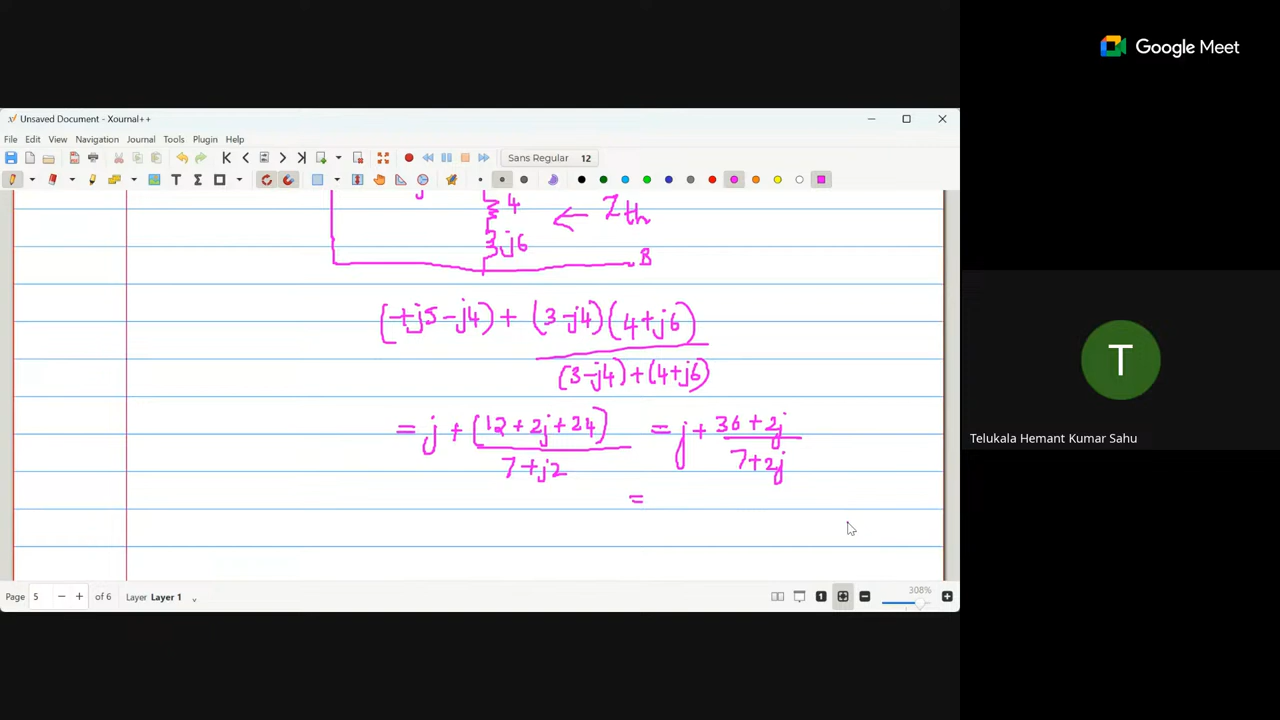 Google Meet
Unsaved Document - Xournal++
File Edit View Navigation Journal Tools Plugin Help
Sans Regular 12
4
j6
← Zth
B
(+j5-j4) + (3-j4)(4+j6)
(3-j4)+(4+j6)
= j + (12+2j+24) = j + 36+2j
7+j2 7+2j
=
Telukala Hemant Kumar Sahu
T
Page 5 of 6 Layer Layer 1
1
308%